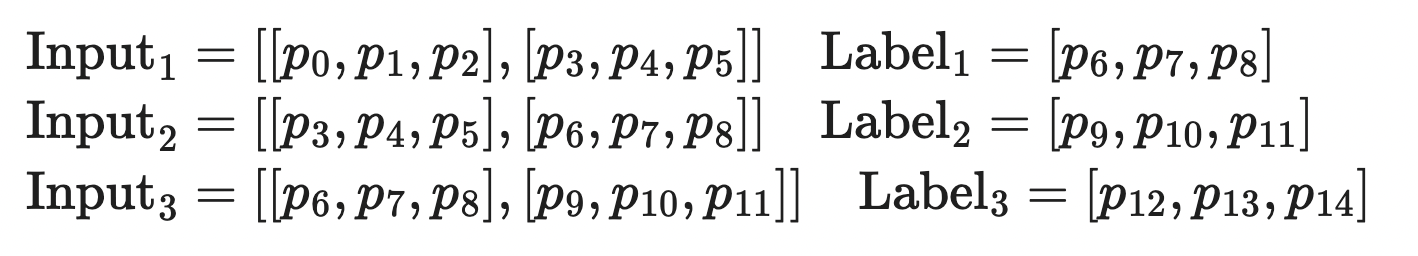 Input₁ = [[p₀, p₁, p₂], [p₃, p₄, p₅]] Label₁ = [p₆, p₇, p₈]
Input₂ = [[p₃, p₄, p₅], [p₆, p₇, p₈]] Label₂ = [p₉, p₁₀, p₁₁]
Input₃ = [[p₆, p₇, p₈], [p₉, p₁₀, p₁₁]] Label₃ = [p₁₂, p₁₃, p₁₄]